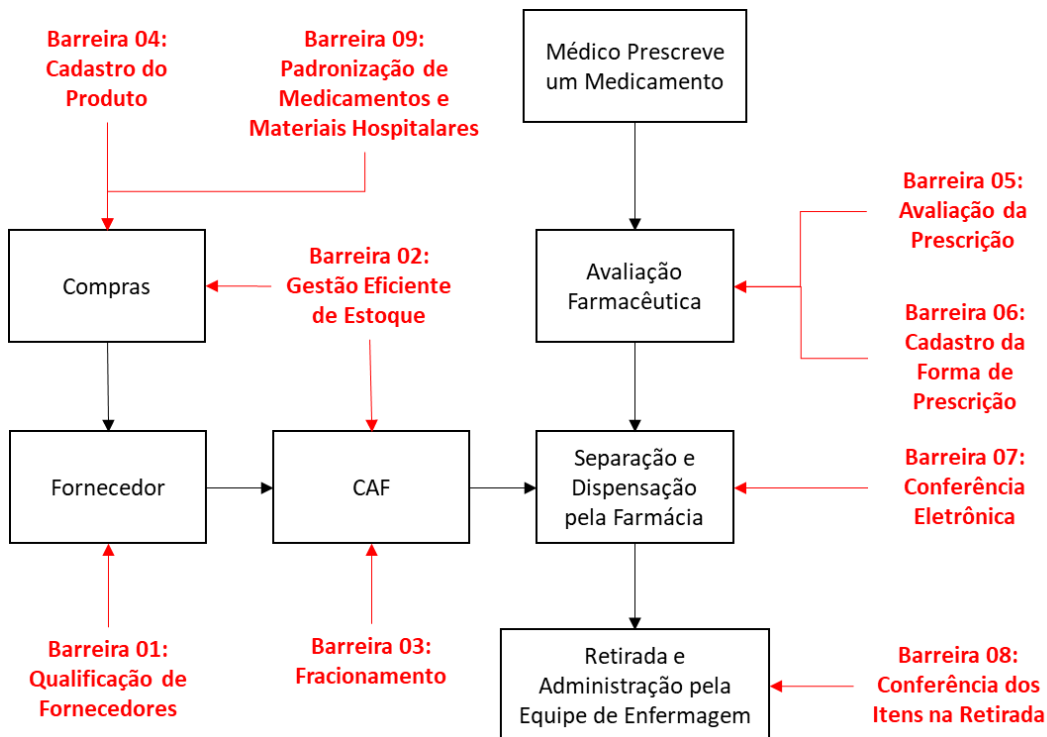 Barreira 04:
Cadastro do
Produto
Barreira 09:
Padronização de
Medicamentos e
Materiais Hospitalares
Médico Prescreve
um Medicamento
Barreira 05:
Avaliação da
Prescrição
Compras
Barreira 02:
Gestão Eficiente
de Estoque
Avaliação
Farmacêutica
Barreira 06:
Cadastro da
Forma de
Prescrição
Fornecedor
CAF
Separação e
Dispensação
pela Farmácia
Barreira 07:
Conferência
Eletrônica
Barreira 01:
Qualificação de
Fornecedores
Barreira 03:
Fracionamento
Retirada e
Administração pela
Equipe de Enfermagem
Barreira 08:
Conferência dos
Itens na Retirada